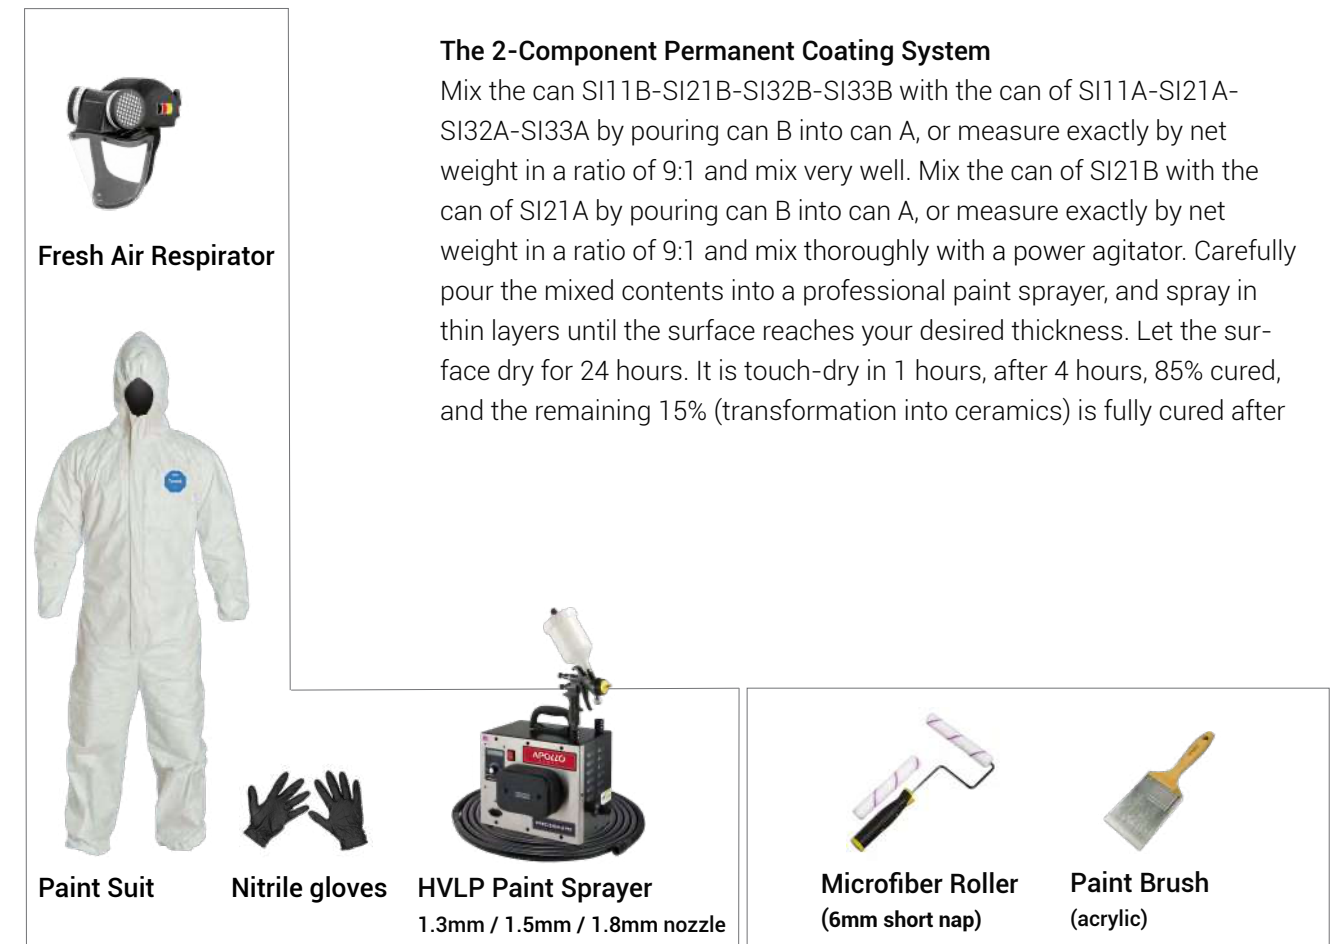 The 2-Component Permanent Coating System
Mix the can SI11B-SI21B-SI32B-SI33B with the can of SI11A-SI21A-
SI32A-SI33A by pouring can B into can A, or measure exactly by net
weight in a ratio of 9:1 and mix very well. Mix the can of SI21B with the
can of SI21A by pouring can B into can A, or measure exactly by net
weight in a ratio of 9:1 and mix thoroughly with a power agitator. Carefully
pour the mixed contents into a professional paint sprayer, and spray in
thin layers until the surface reaches your desired thickness. Let the sur-
face dry for 24 hours. It is touch-dry in 1 hours, after 4 hours, 85% cured,
and the remaining 15% (transformation into ceramics) is fully cured after
Fresh Air Respirator
APOLLO
Paint Suit
Nitrile gloves
HVLP Paint Sprayer
1.3mm / 1.5mm / 1.8mm nozzle
Microfiber Roller
(6mm short nap)
Paint Brush
(acrylic)